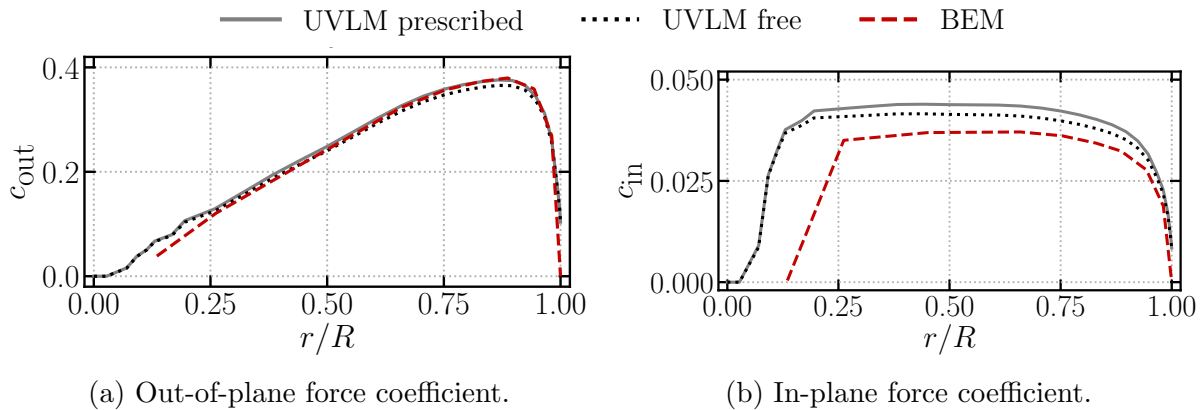 UVLM prescribed UVLM free BEM
0.4
0.2
0.0
c_out
0.00 0.25 0.50 0.75 1.00
r/R
(a) Out-of-plane force coefficient.
0.050
0.025
0.000
c_in
0.00 0.25 0.50 0.75 1.00
r/R
(b) In-plane force coefficient.